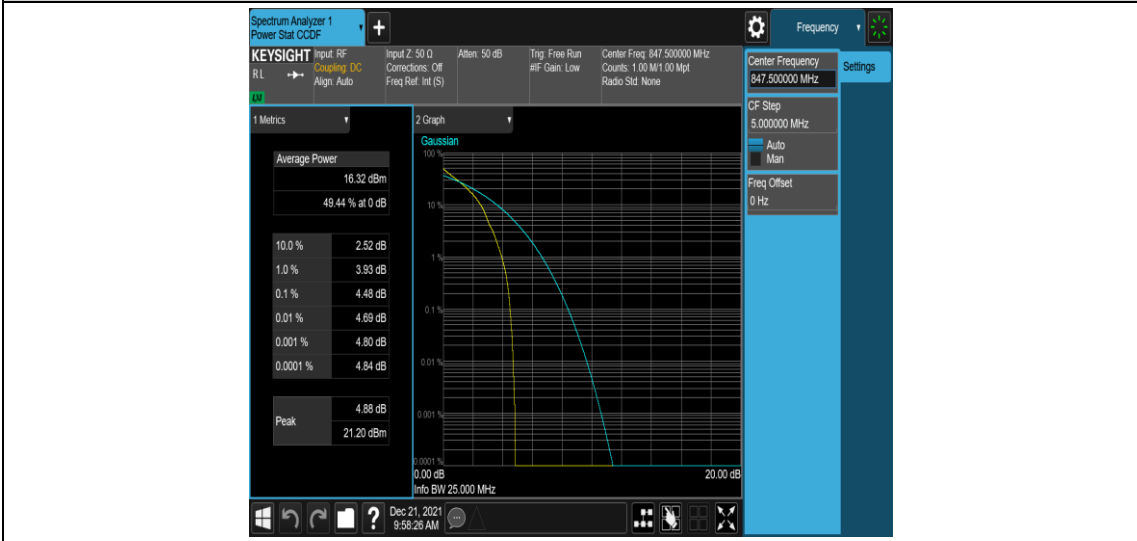 Spectrum Analyzer 1
Power Stat CCDF
+
Frequency
KEYSIGHT
R L
Input: RF
Coupling: DC
Align: Auto
Input Z: 50 Ω
Corrections: Off
Freq Ref: Int (S)
Atten: 50 dB
Trig: Free Run
#IF Gain: Low
Center Freq: 847.500000 MHz
Counts: 1.00 M/1.00 Mpt
Radio Std: None
Center Frequency
847.500000 MHz
Settings
CF Step
5.000000 MHz
Auto
Man
Freq Offset
0 Hz
1 Metrics
Average Power
16.32 dBm
49.44 % at 0 dB
10.0 % 2.52 dB
1.0 % 3.93 dB
0.1 % 4.48 dB
0.01 % 4.69 dB
0.001 % 4.80 dB
0.0001 % 4.84 dB
Peak
4.88 dB
21.20 dBm
2 Graph
Gaussian
100 %
10 %
1 %
0.1 %
0.01 %
0.001 %
0.0001 %
0.00 dB 20.00 dB
Info BW 25.000 MHz
?
Dec 21, 2021
9:58:26 AM